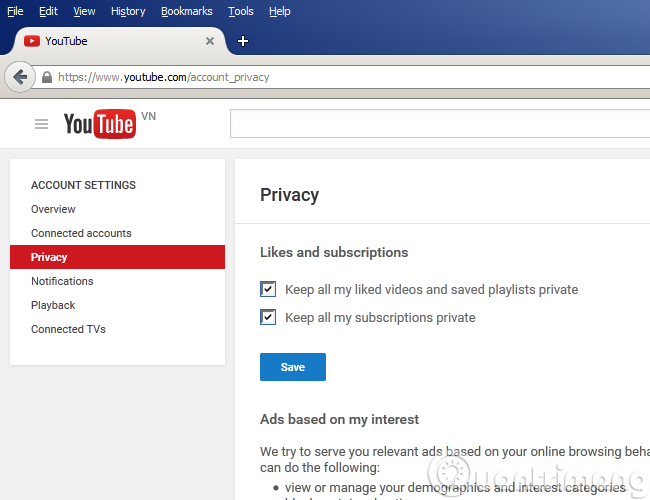 File Edit View History Bookmarks Tools Help
YouTube
https://www.youtube.com/account_privacy
YouTube VN
ACCOUNT SETTINGS
Overview
Connected accounts
Privacy
Notifications
Playback
Connected TVs
Privacy
Likes and subscriptions
Keep all my liked videos and saved playlists private
Keep all my subscriptions private
Save
Ads based on my interest
We try to serve you relevant ads based on your online browsing beha
can do the following:
• view or manage your demographics and interest categories
Quantrimang